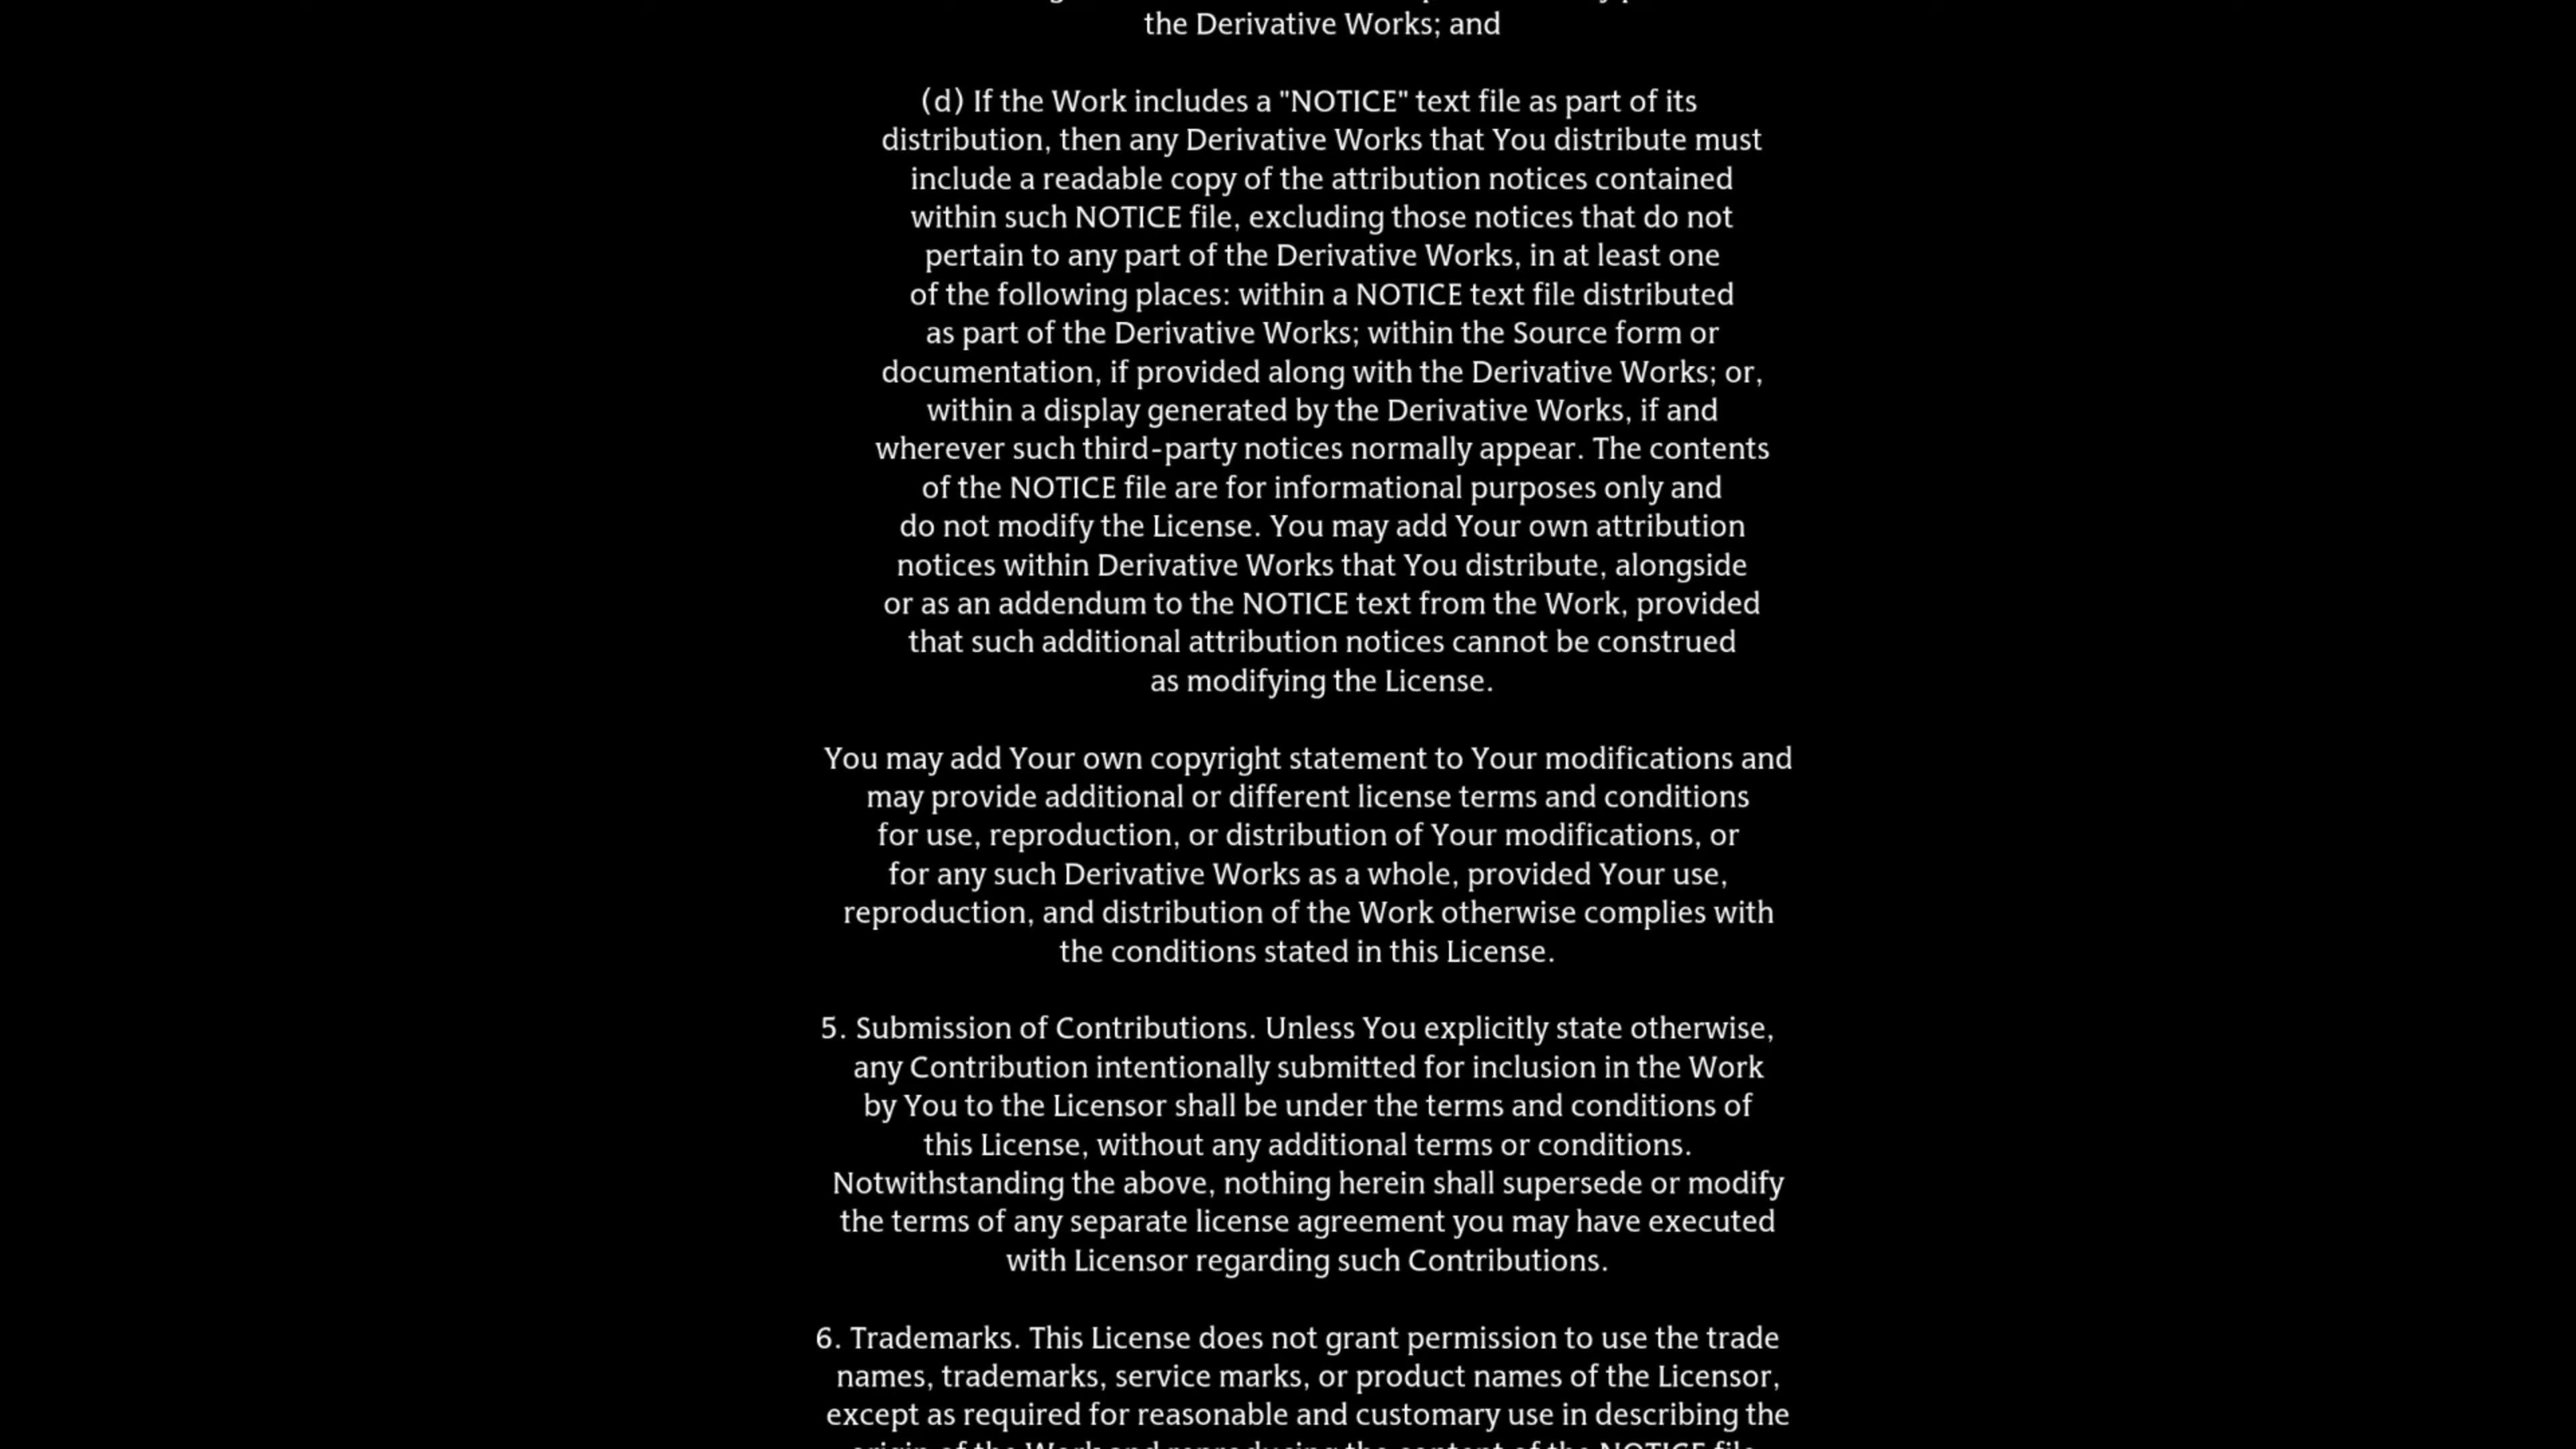 the Derivative Works; and
(d) If the Work includes a "NOTICE" text file as part of its
distribution, then any Derivative Works that You distribute must
include a readable copy of the attribution notices contained
within such NOTICE file, excluding those notices that do not
pertain to any part of the Derivative Works, in at least one
of the following places: within a NOTICE text file distributed
as part of the Derivative Works; within the Source form or
documentation, if provided along with the Derivative Works; or,
within a display generated by the Derivative Works, if and
wherever such third-party notices normally appear. The contents
of the NOTICE file are for informational purposes only and
do not modify the License. You may add Your own attribution
notices within Derivative Works that You distribute, alongside
or as an addendum to the NOTICE text from the Work, provided
that such additional attribution notices cannot be construed
as modifying the License.
You may add Your own copyright statement to Your modifications and
may provide additional or different license terms and conditions
for use, reproduction, or distribution of Your modifications, or
for any such Derivative Works as a whole, provided Your use,
reproduction, and distribution of the Work otherwise complies with
the conditions stated in this License.
5. Submission of Contributions. Unless You explicitly state otherwise,
any Contribution intentionally submitted for inclusion in the Work
by You to the Licensor shall be under the terms and conditions of
this License, without any additional terms or conditions.
Notwithstanding the above, nothing herein shall supersede or modify
the terms of any separate license agreement you may have executed
with Licensor regarding such Contributions.
6. Trademarks. This License does not grant permission to use the trade
names, trademarks, service marks, or product names of the Licensor,
except as required for reasonable and customary use in describing the
origin of the Work and reproducing the content of the NOTICE file